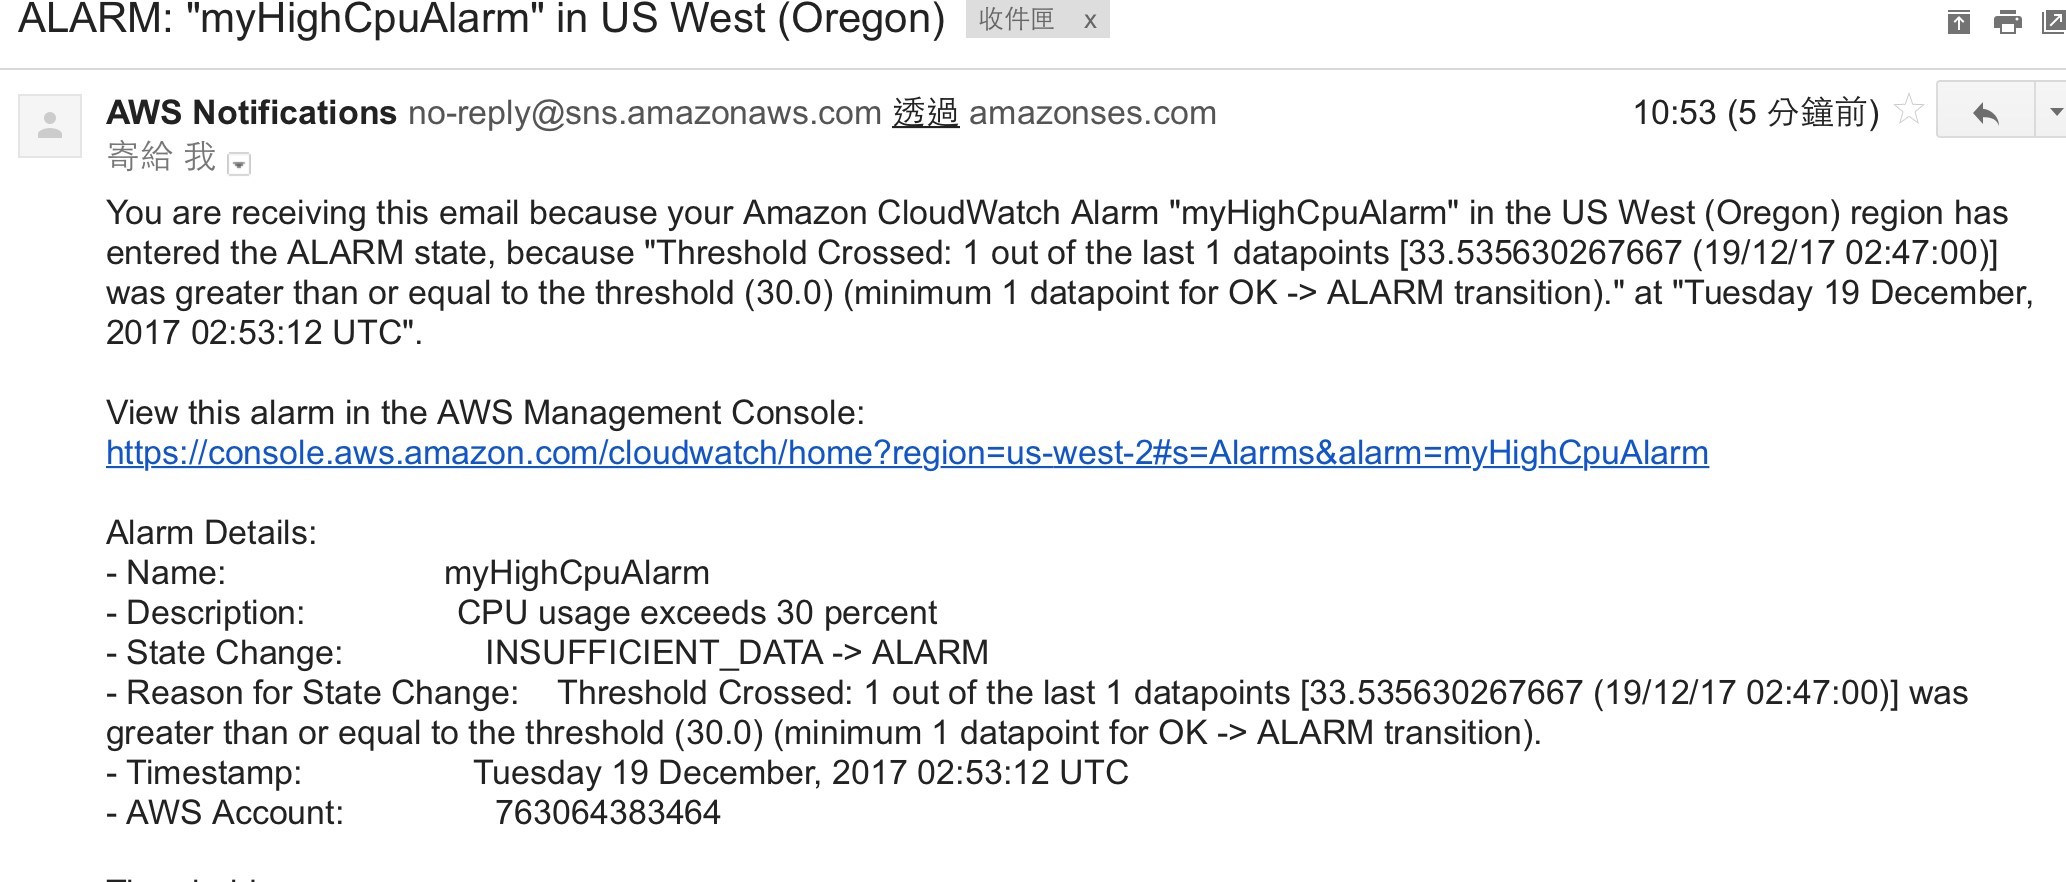 ALARM: "myHighCpuAlarm" in US West (Oregon) 收件匣 x
AWS Notifications no-reply@sns.amazonaws.com 透過 amazonses.com 10:53 (5 分鐘前)
寄給 我
You are receiving this email because your Amazon CloudWatch Alarm "myHighCpuAlarm" in the US West (Oregon) region has
entered the ALARM state, because "Threshold Crossed: 1 out of the last 1 datapoints [33.535630267667 (19/12/17 02:47:00)]
was greater than or equal to the threshold (30.0) (minimum 1 datapoint for OK -> ALARM transition)." at "Tuesday 19 December,
2017 02:53:12 UTC".
View this alarm in the AWS Management Console:
https://console.aws.amazon.com/cloudwatch/home?region=us-west-2#s=Alarms&alarm=myHighCpuAlarm
Alarm Details:
- Name: myHighCpuAlarm
- Description: CPU usage exceeds 30 percent
- State Change: INSUFFICIENT_DATA -> ALARM
- Reason for State Change: Threshold Crossed: 1 out of the last 1 datapoints [33.535630267667 (19/12/17 02:47:00)] was
greater than or equal to the threshold (30.0) (minimum 1 datapoint for OK -> ALARM transition).
- Timestamp: Tuesday 19 December, 2017 02:53:12 UTC
- AWS Account: 763064383464